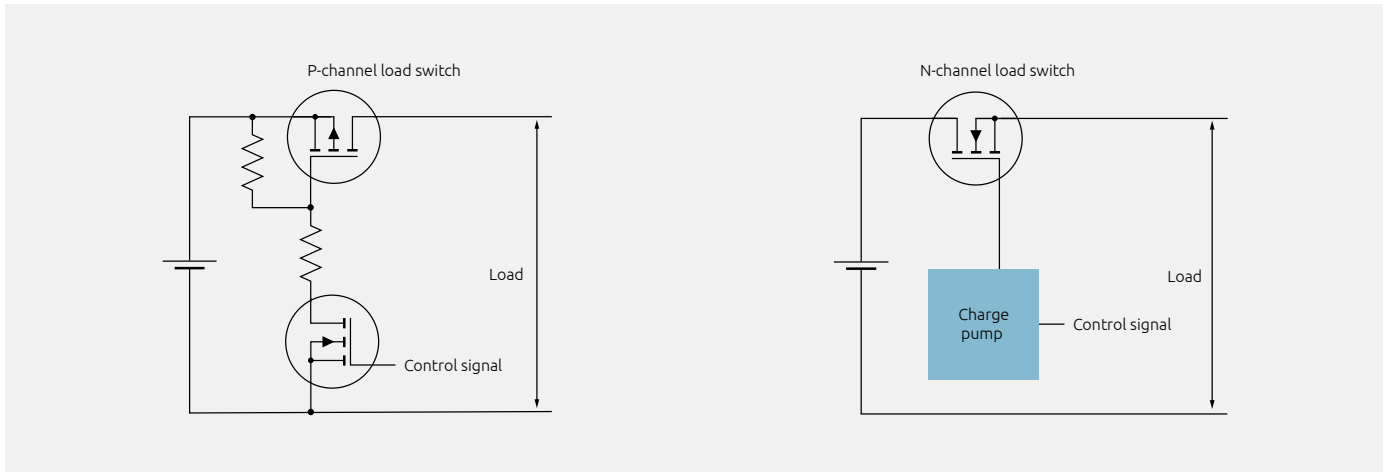 P-channel load switch
Load
Control signal
N-channel load switch
Load
Charge
pump
Control signal